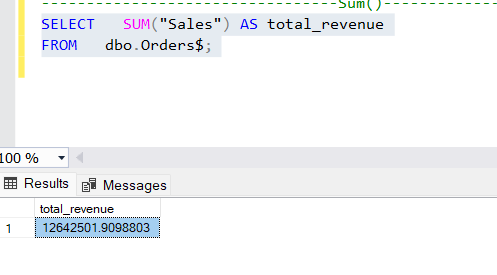 --------------------------------Sum()-------------
SELECT SUM("Sales") AS total_revenue
FROM dbo.Orders$;
100 %
Results Messages
total_revenue
1 12642501.9098803